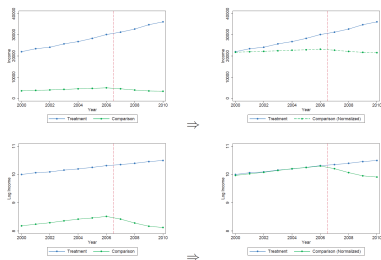 40000
30000
20000
10000
0
Income
2000 2002 2004 2006 2008 2010
Year
Treatment Comparison
⇒
40000
30000
20000
10000
0
Income
2000 2002 2004 2006 2008 2010
Year
Treatment Comparison (Normalized)
11
10
9
8
Log Income
2000 2002 2004 2006 2008 2010
Year
Treatment Comparison
⇒
11
10
9
8
Log Income
2000 2002 2004 2006 2008 2010
Year
Treatment Comparison (Normalized)